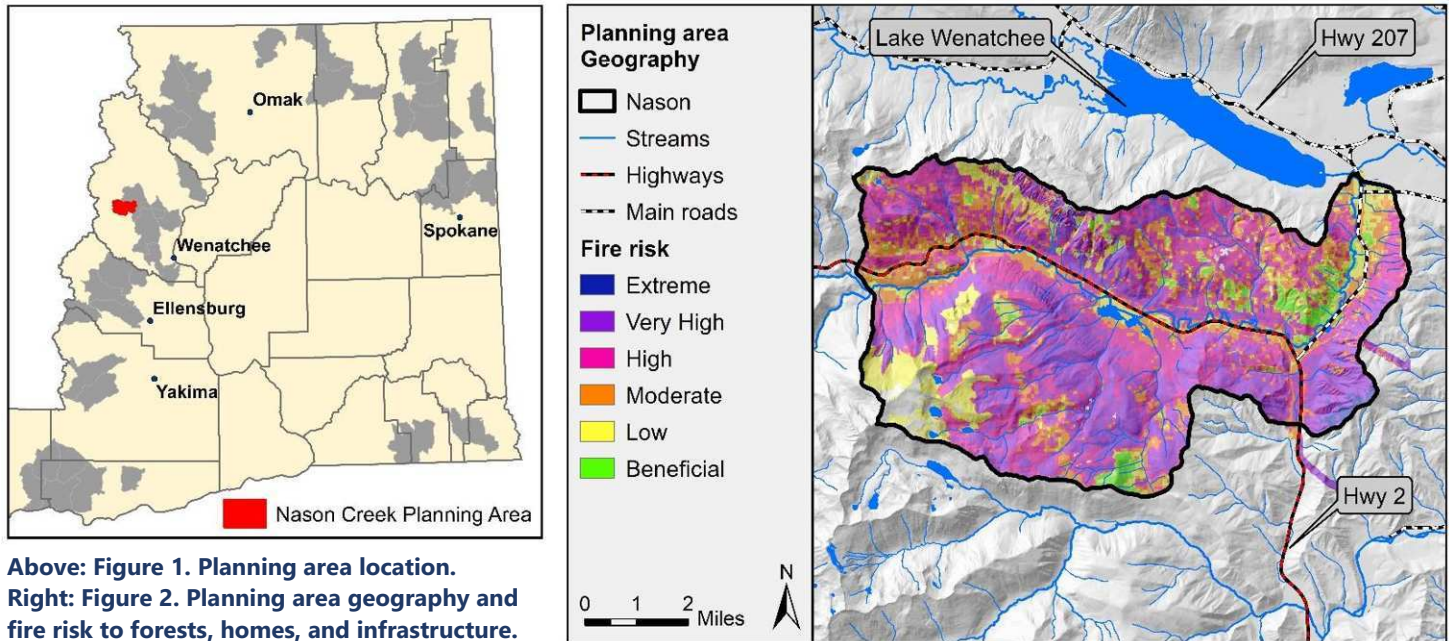 Omak
Spokane
Wenatchee
Ellensburg
Yakima
Nason Creek Planning Area
Above: Figure 1. Planning area location.
Right: Figure 2. Planning area geography and
fire risk to forests, homes, and infrastructure.
Planning area
Geography
Nason
Streams
Highways
Main roads
Fire risk
Extreme
Very High
High
Moderate
Low
Beneficial
0 1 2 Miles
N
Lake Wenatchee
Hwy 207
Hwy 2